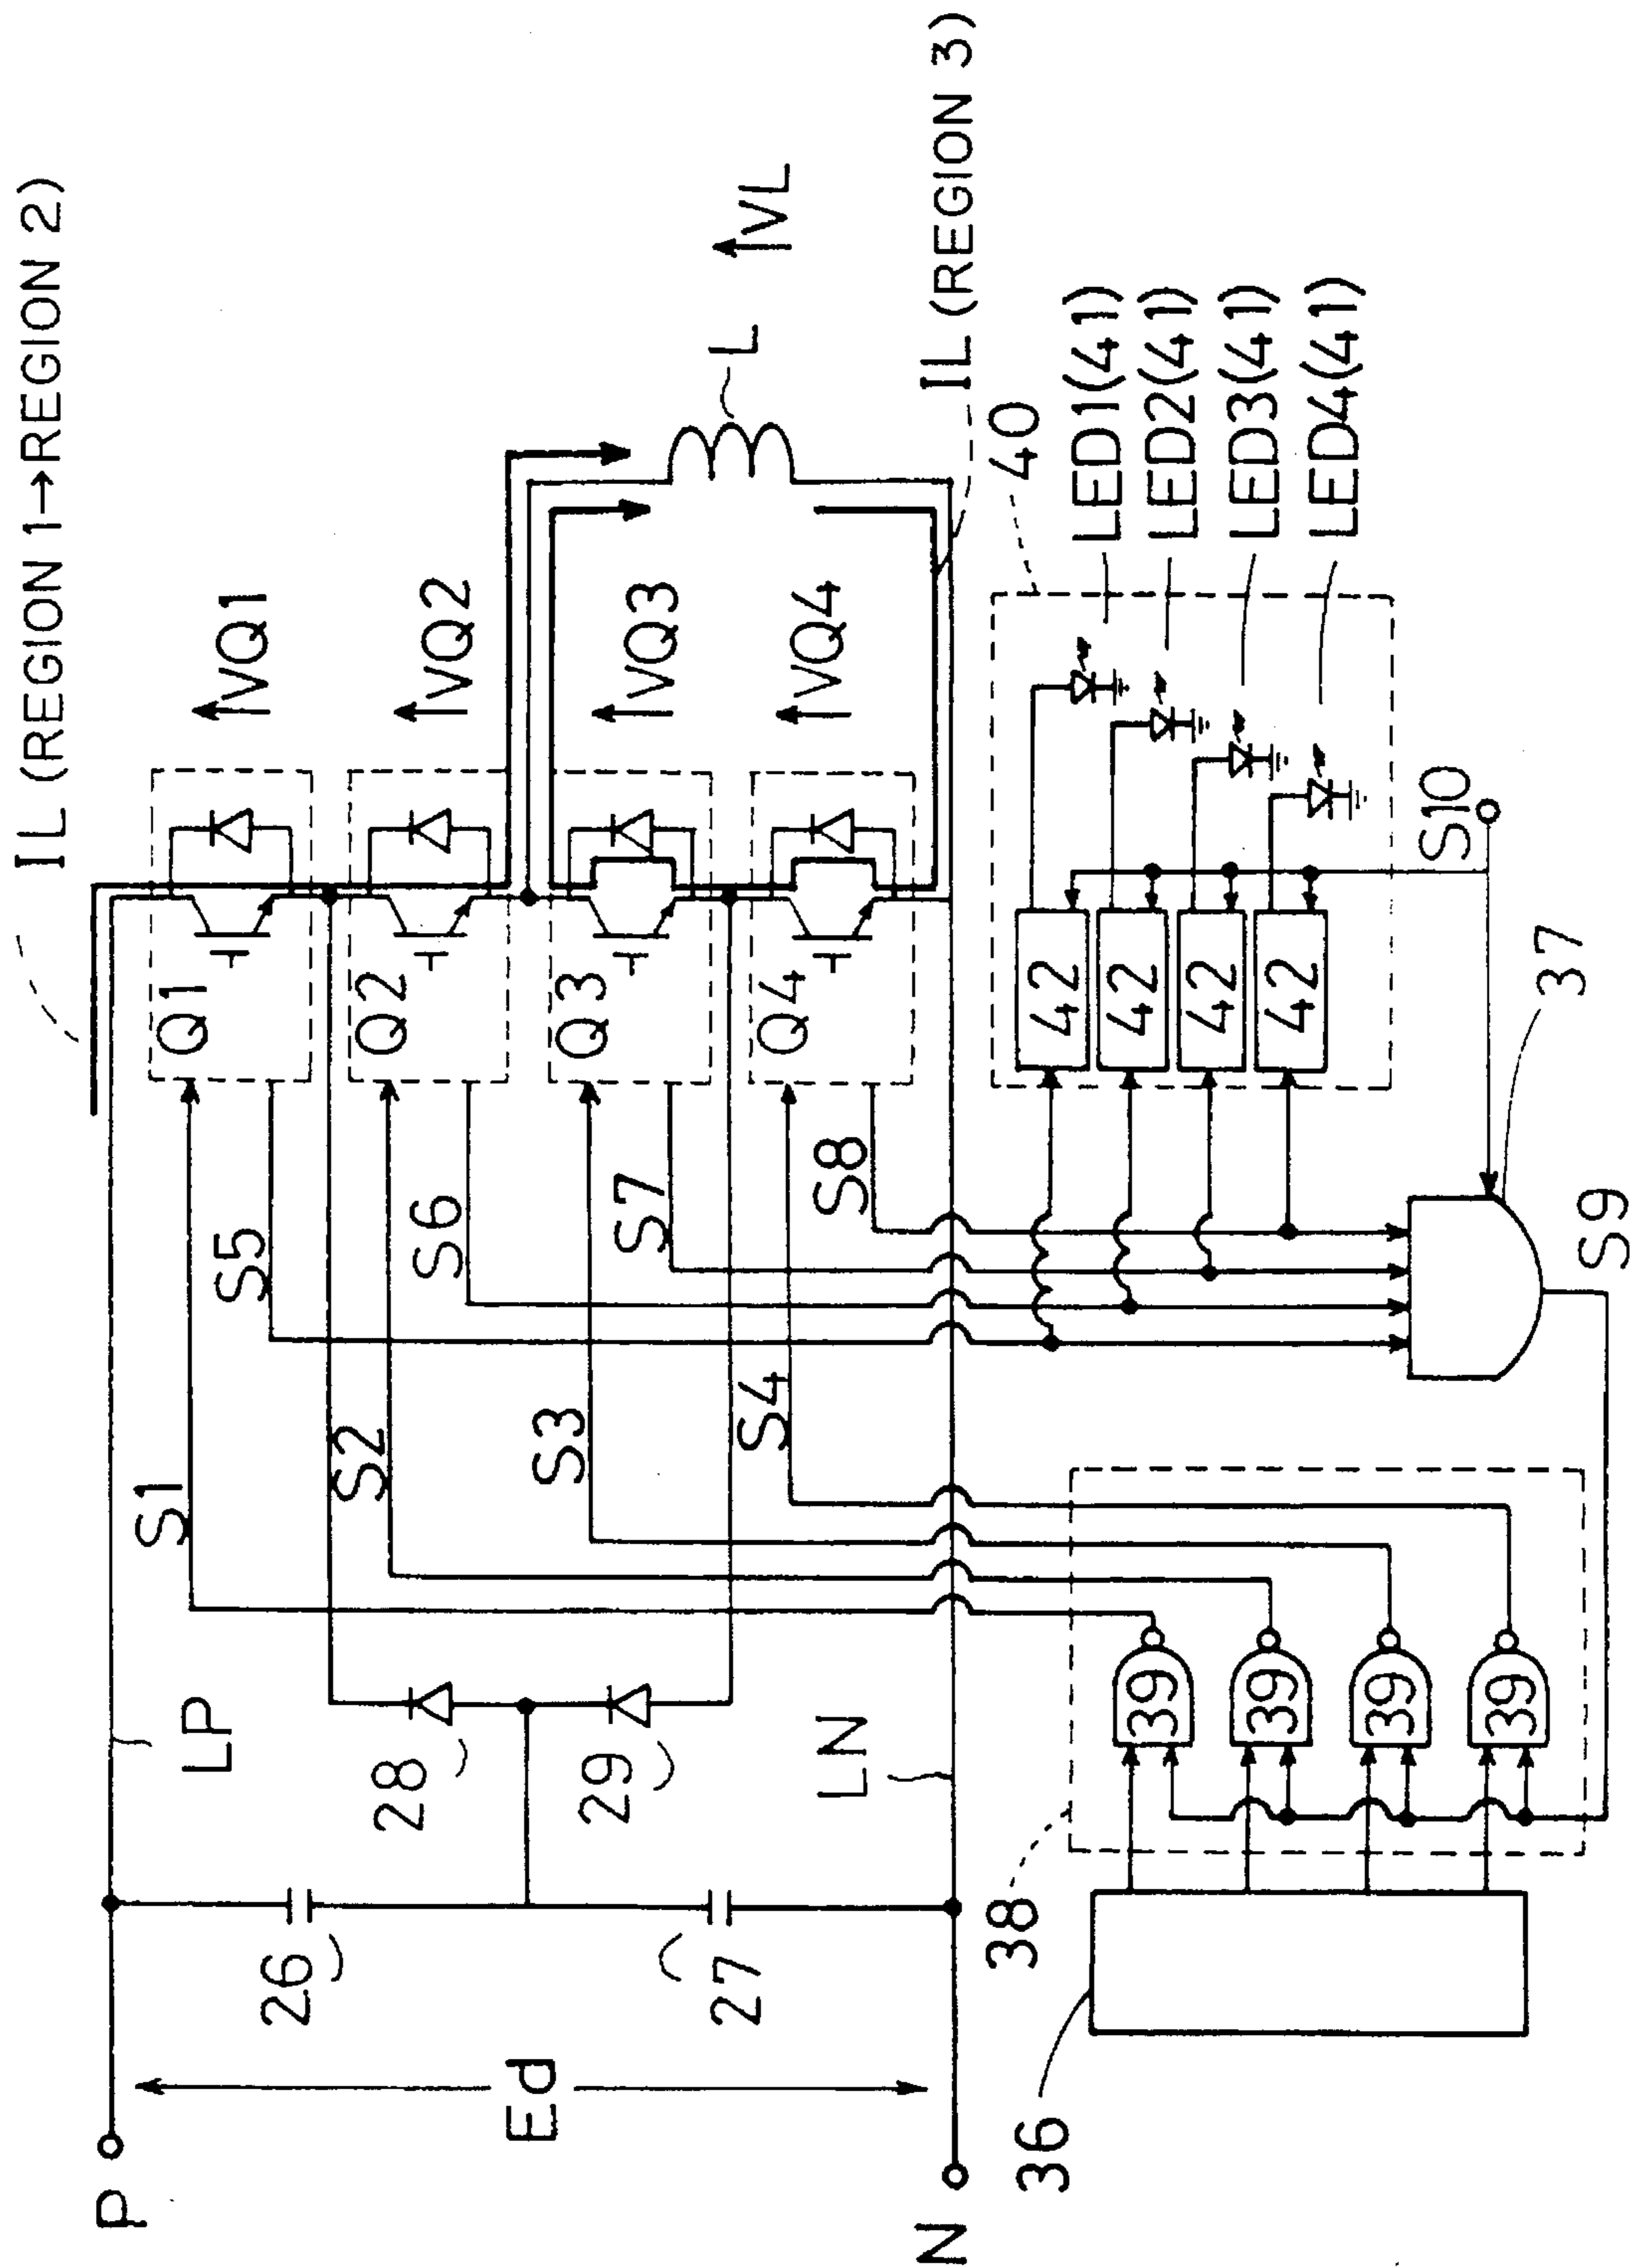 IL (REGION 1→REGION 2)
P
LP
S1
Q1
VQ1
S5
26
28
S2
Q2
VQ2
S6
Ed
L
VL
29
S3
Q3
VQ3
S7
27
S4
Q4
VQ4
S8
N
LN
IL (REGION 3)
38
40
36
39
39
39
39
42
42
42
42
LED1(41)
LED2(41)
LED3(41)
LED4(41)
S10
37
S9